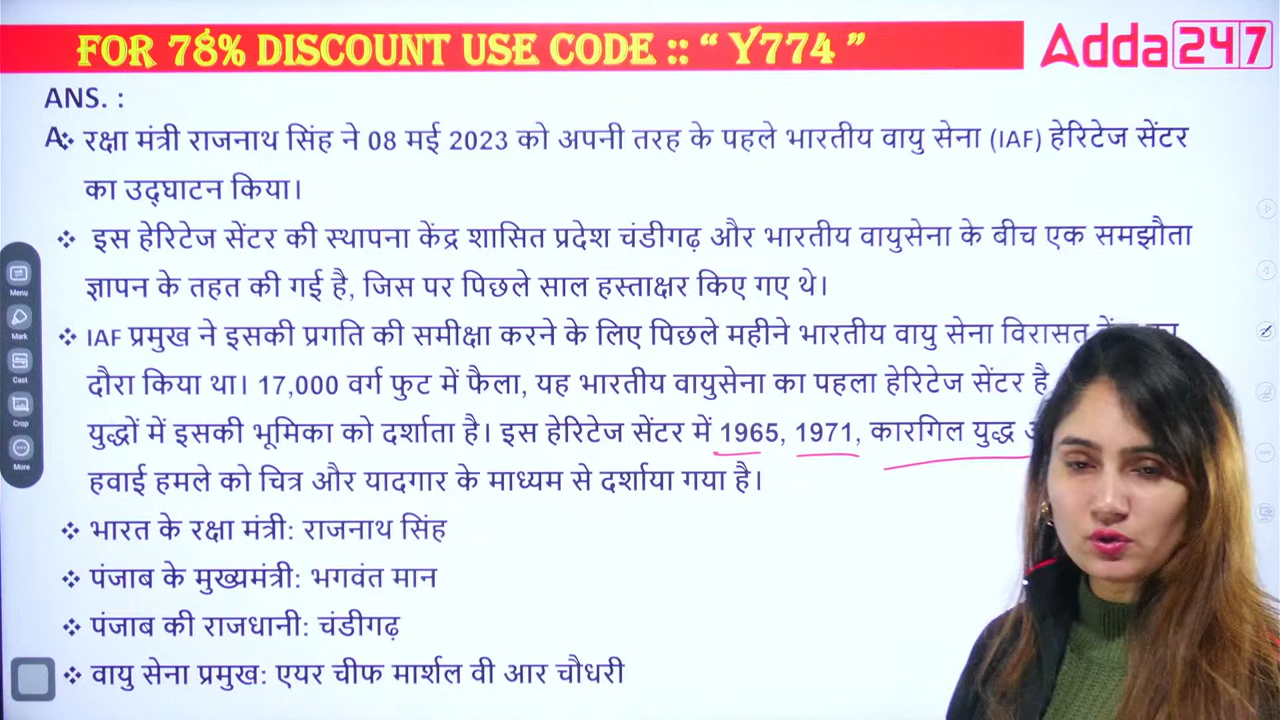 FOR 78% DISCOUNT USE CODE :: “ Y774 ”
Adda247
ANS. :
A
❖ रक्षा मंत्री राजनाथ सिंह ने 08 मई 2023 को अपनी तरह के पहले भारतीय वायु सेना (IAF) हेरिटेज सेंटर
का उद्घाटन किया।
❖ इस हेरिटेज सेंटर की स्थापना केंद्र शासित प्रदेश चंडीगढ़ और भारतीय वायुसेना के बीच एक समझौता
ज्ञापन के तहत की गई है, जिस पर पिछले साल हस्ताक्षर किए गए थे।
❖ IAF प्रमुख ने इसकी प्रगति की समीक्षा करने के लिए पिछले महीने भारतीय वायु सेना विरासत
दौरा किया था। 17,000 वर्ग फुट में फैला, यह भारतीय वायुसेना का पहला हेरिटेज सेंटर है
युद्धों में इसकी भूमिका को दर्शाता है। इस हेरिटेज सेंटर में 1965, 1971, कारगिल युद्ध
हवाई हमले को चित्र और यादगार के माध्यम से दर्शाया गया है।
❖ भारत के रक्षा मंत्री: राजनाथ सिंह
❖ पंजाब के मुख्यमंत्री: भगवंत मान
❖ पंजाब की राजधानी: चंडीगढ़
❖ वायु सेना प्रमुख: एयर चीफ मार्शल वी आर चौधरी
Menu
Mark
Cast
Crop
More